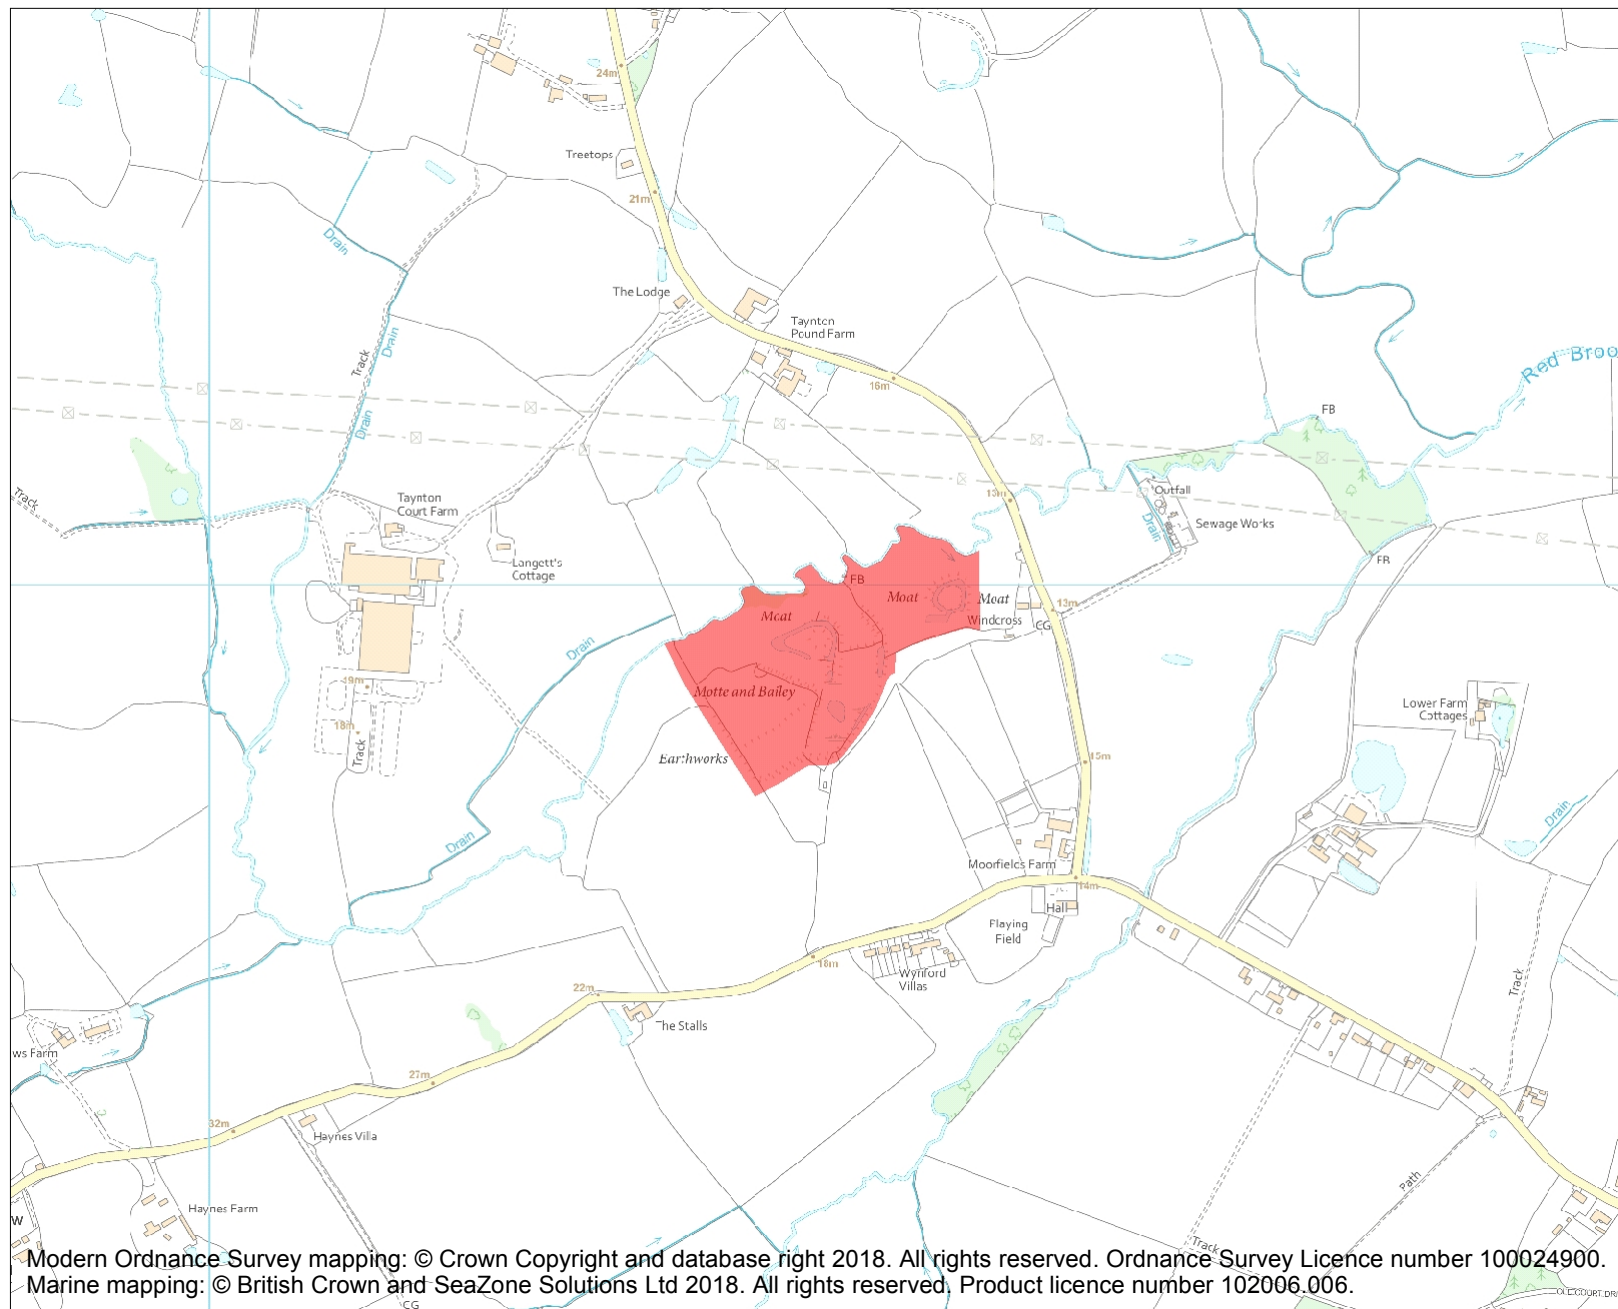 24m
Treetops
21m
Drain
The Lodge
Taynton
Pound Farm
Track
Drain
16m
Red Broo
FB
Drain
Track
Taynton
Court Farm
13m
Outfall
Drain
Sewage Works
FB
Langett's
Cottage
FB
Moat
Moat
Moat
Windcross
CG
13m
Drain
19m
Motte and Bailey
18m
Track
Earthworks
15m
Lower Farm
Cottages
Drain
Drain
Moorfields Farm
14m
Hall
Playing
Field
18m
Wynford
Villas
22m
The Stalls
Track
ws Farm
27m
32m
Haynes Villa
Path
Haynes Farm
W
Track
Modern Ordnance Survey mapping: © Crown Copyright and database right 2018. All rights reserved. Ordnance Survey Licence number 100024900.
Marine mapping: © British Crown and SeaZone Solutions Ltd 2018. All rights reserved. Product licence number 102006.006.
CG